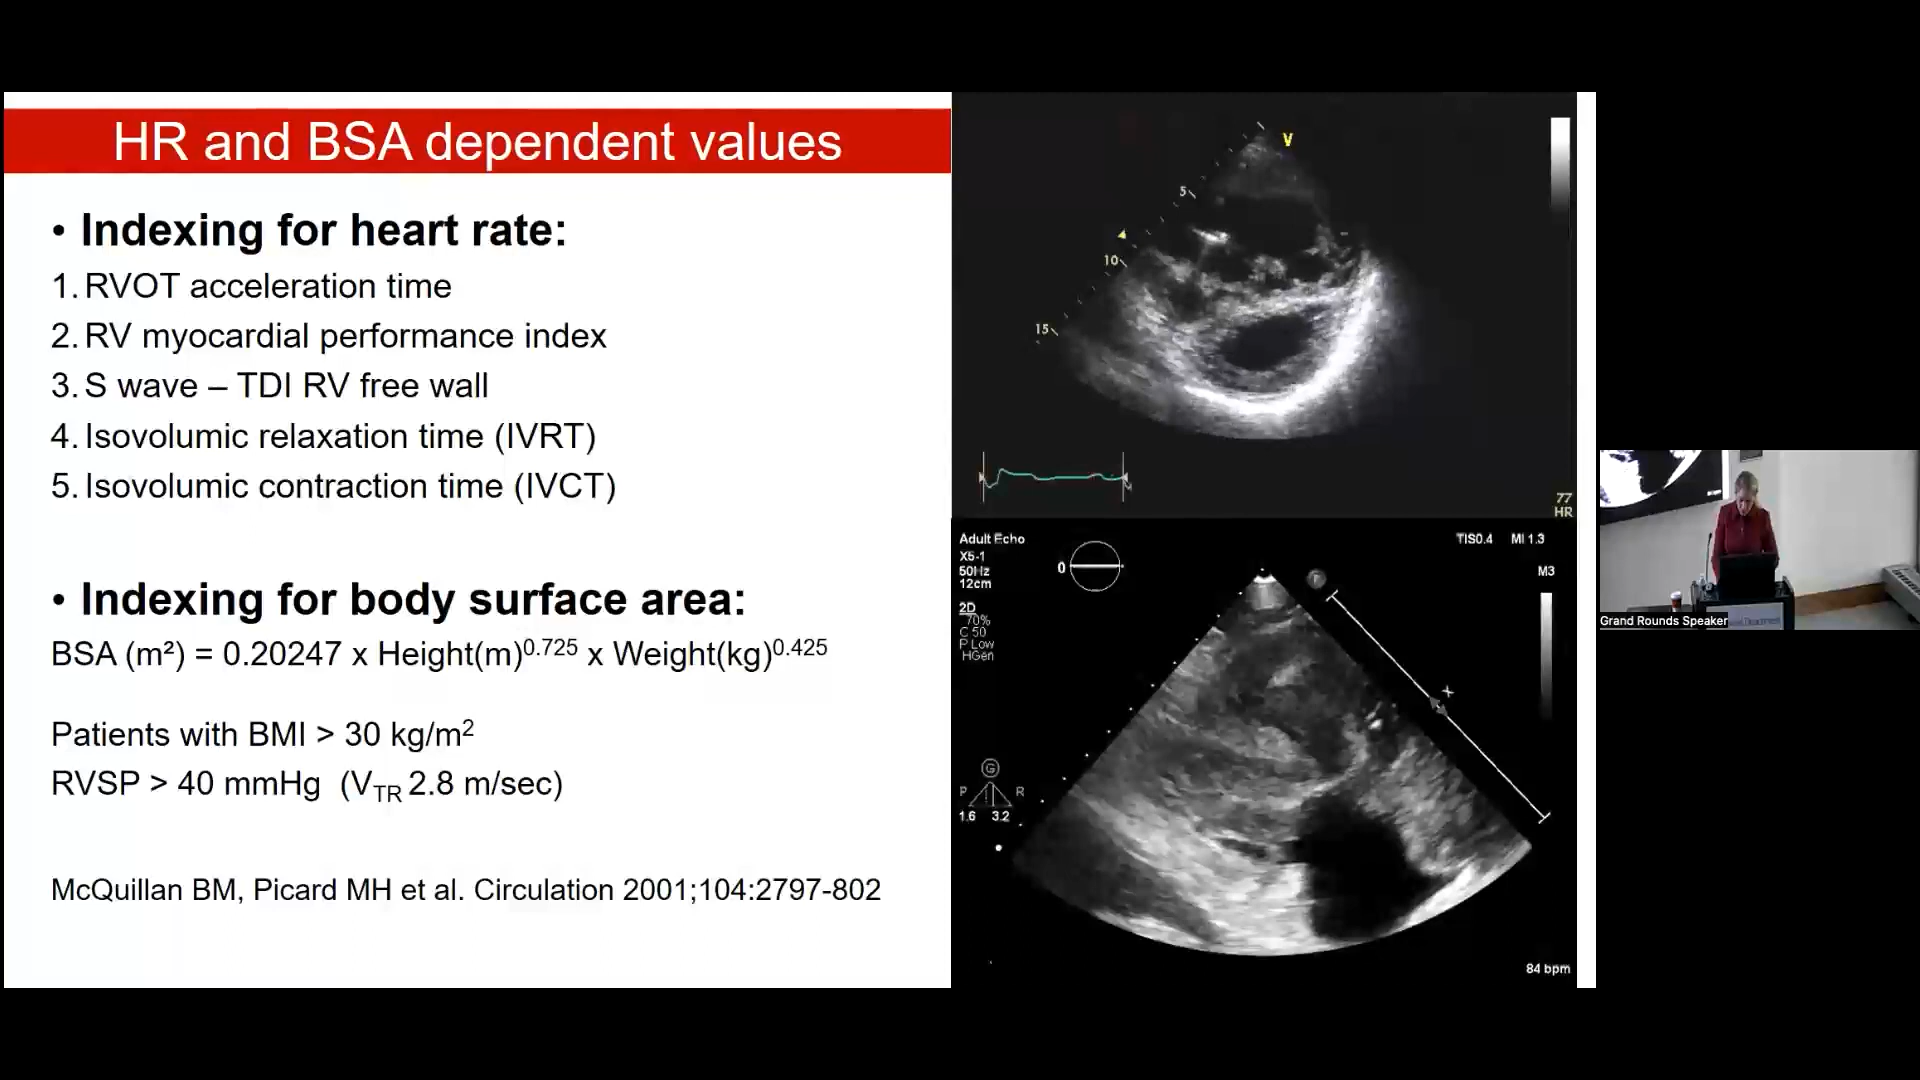 HR and BSA dependent values
• Indexing for heart rate:
1. RVOT acceleration time
2. RV myocardial performance index
3. S wave – TDI RV free wall
4. Isovolumic relaxation time (IVRT)
5. Isovolumic contraction time (IVCT)
• Indexing for body surface area:
BSA (m²) = 0.20247 x Height(m)^0.725 x Weight(kg)^0.425
Patients with BMI > 30 kg/m²
RVSP > 40 mmHg (V_TR 2.8 m/sec)
McQuillan BM, Picard MH et al. Circulation 2001;104:2797-802
V
5
10
15
77
HR
Adult Echo
X5-1
50Hz
12cm
0
TIS0.4 MI 1.3
M3
2D
70%
C 50
P Low
HGen
X
G
P R
1.6 3.2
84 bpm
Grand Rounds Speaker